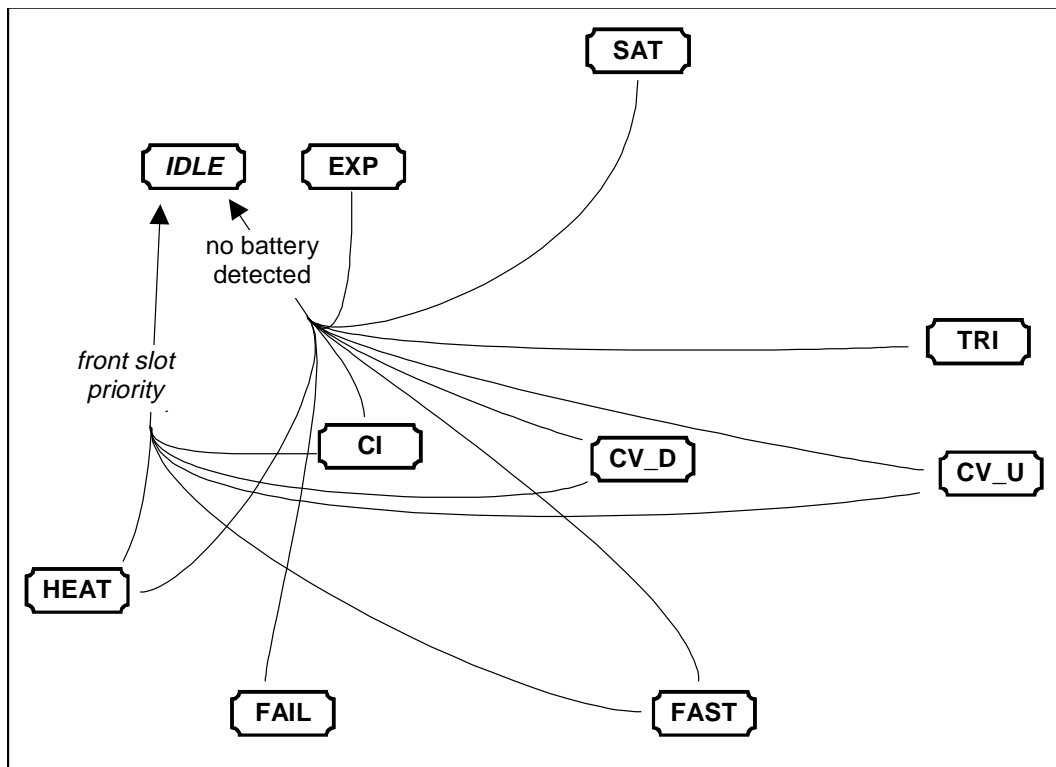 SAT
IDLE
EXP
no battery
detected
TRI
front slot
priority
CI
CV_D
CV_U
HEAT
FAIL
FAST